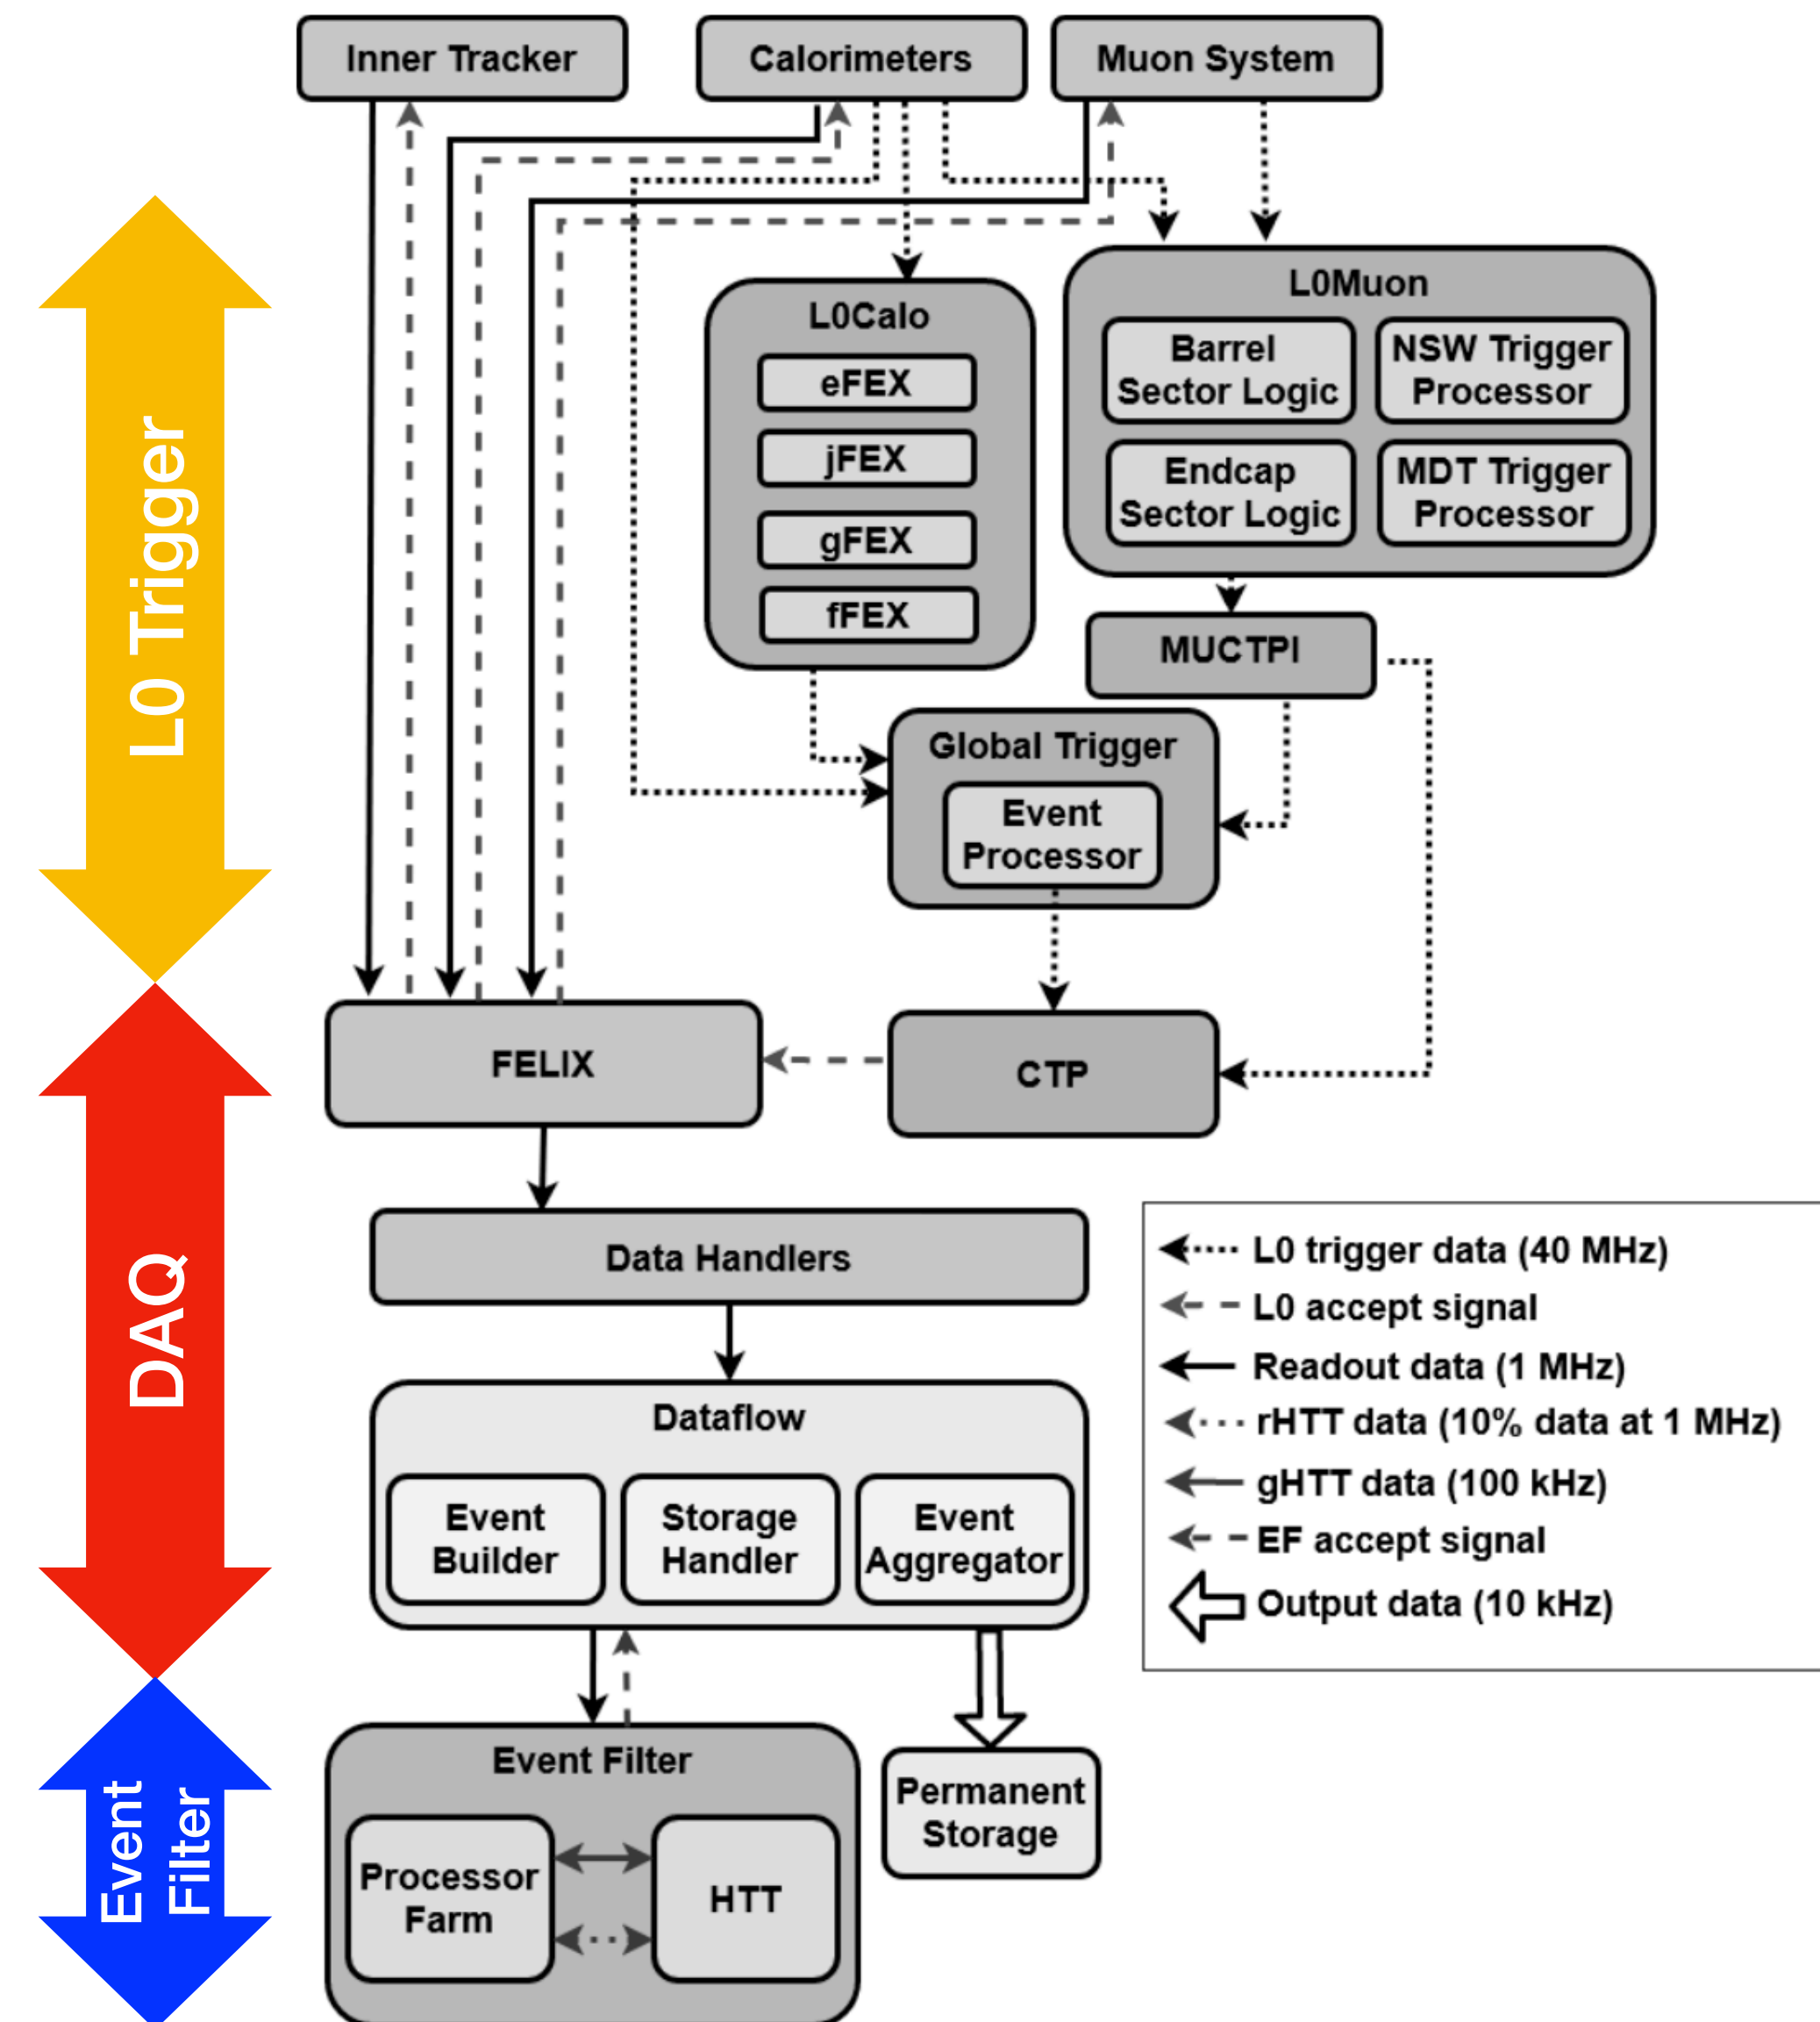 Inner Tracker
Calorimeters
Muon System
L0 Trigger
L0Calo
eFEX
jFEX
gFEX
fFEX
L0Muon
Barrel
Sector Logic
NSW Trigger
Processor
Endcap
Sector Logic
MDT Trigger
Processor
MUCTPI
Global Trigger
Event
Processor
FELIX
CTP
DAQ
Data Handlers
Dataflow
Event
Builder
Storage
Handler
Event
Aggregator
L0 trigger data (40 MHz)
L0 accept signal
Readout data (1 MHz)
rHTT data (10% data at 1 MHz)
gHTT data (100 kHz)
EF accept signal
Output data (10 kHz)
Event
Filter
Event Filter
Processor
Farm
HTT
Permanent
Storage